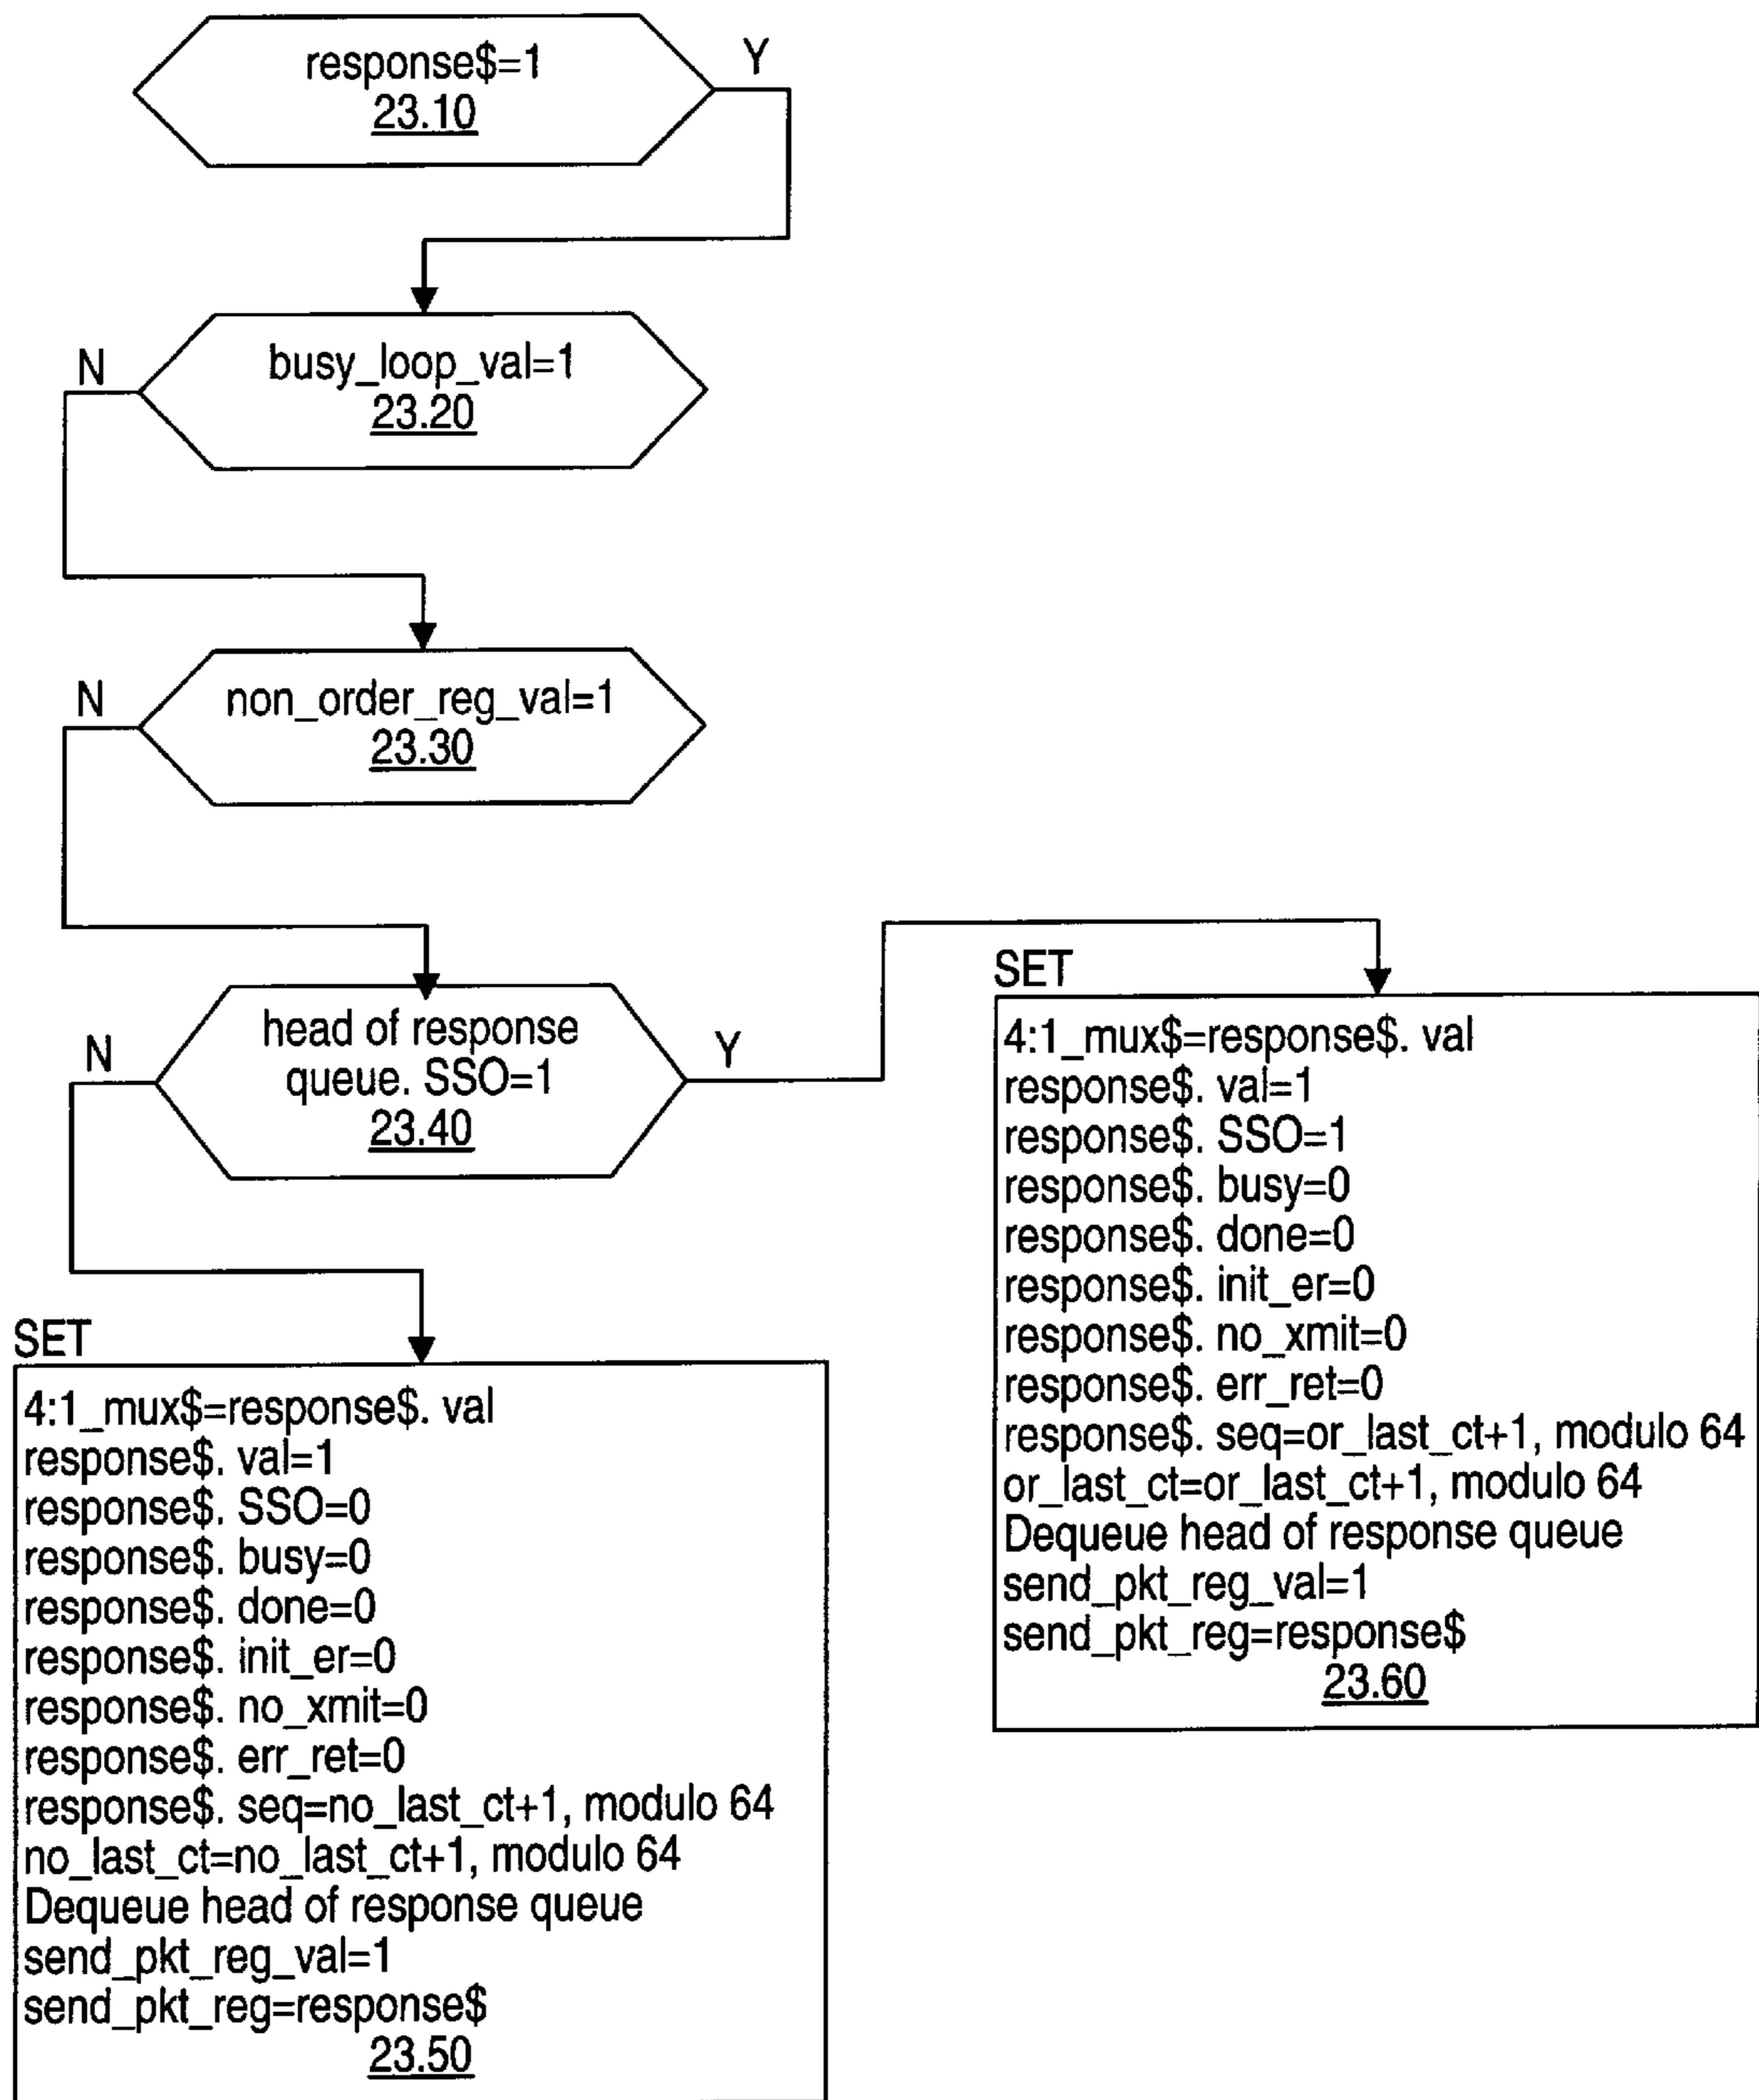 response$=1
23.10
Y
busy_loop_val=1
23.20
N
non_order_reg_val=1
23.30
N
head of response
queue. SSO=1
23.40
N
Y
SET
4:1_mux$=response$. val
response$. val=1
response$. SSO=1
response$. busy=0
response$. done=0
response$. init_er=0
response$. no_xmit=0
response$. err_ret=0
response$. seq=or_last_ct+1, modulo 64
or_last_ct=or_last_ct+1, modulo 64
Dequeue head of response queue
send_pkt_reg_val=1
send_pkt_reg=response$
23.60
SET
4:1_mux$=response$. val
response$. val=1
response$. SSO=0
response$. busy=0
response$. done=0
response$. init_er=0
response$. no_xmit=0
response$. err_ret=0
response$. seq=no_last_ct+1, modulo 64
no_last_ct=no_last_ct+1, modulo 64
Dequeue head of response queue
send_pkt_reg_val=1
send_pkt_reg=response$
23.50